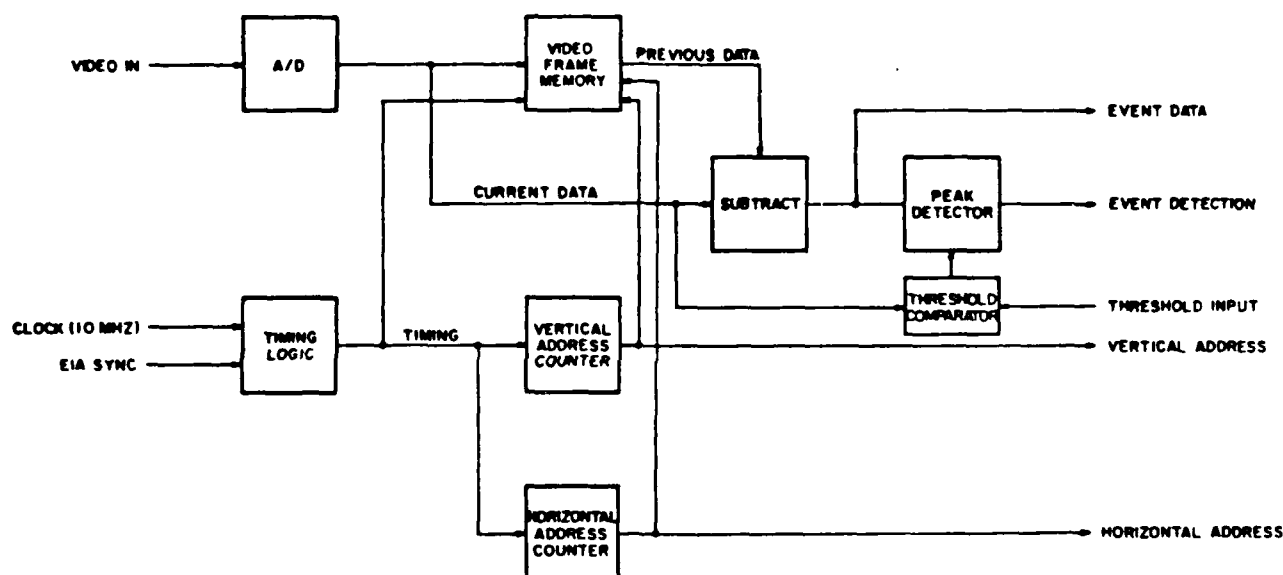 VIDEO IN
A/D
VIDEO
FRAME
MEMORY
PREVIOUS DATA
EVENT DATA
CURRENT DATA
SUBTRACT
PEAK
DETECTOR
EVENT DETECTION
THRESHOLD
COMPARATOR
THRESHOLD INPUT
CLOCK (10 MHZ)
EIA SYNC
TIMING
LOGIC
TIMING
VERTICAL
ADDRESS
COUNTER
VERTICAL ADDRESS
HORIZONTAL
ADDRESS
COUNTER
HORIZONTAL ADDRESS